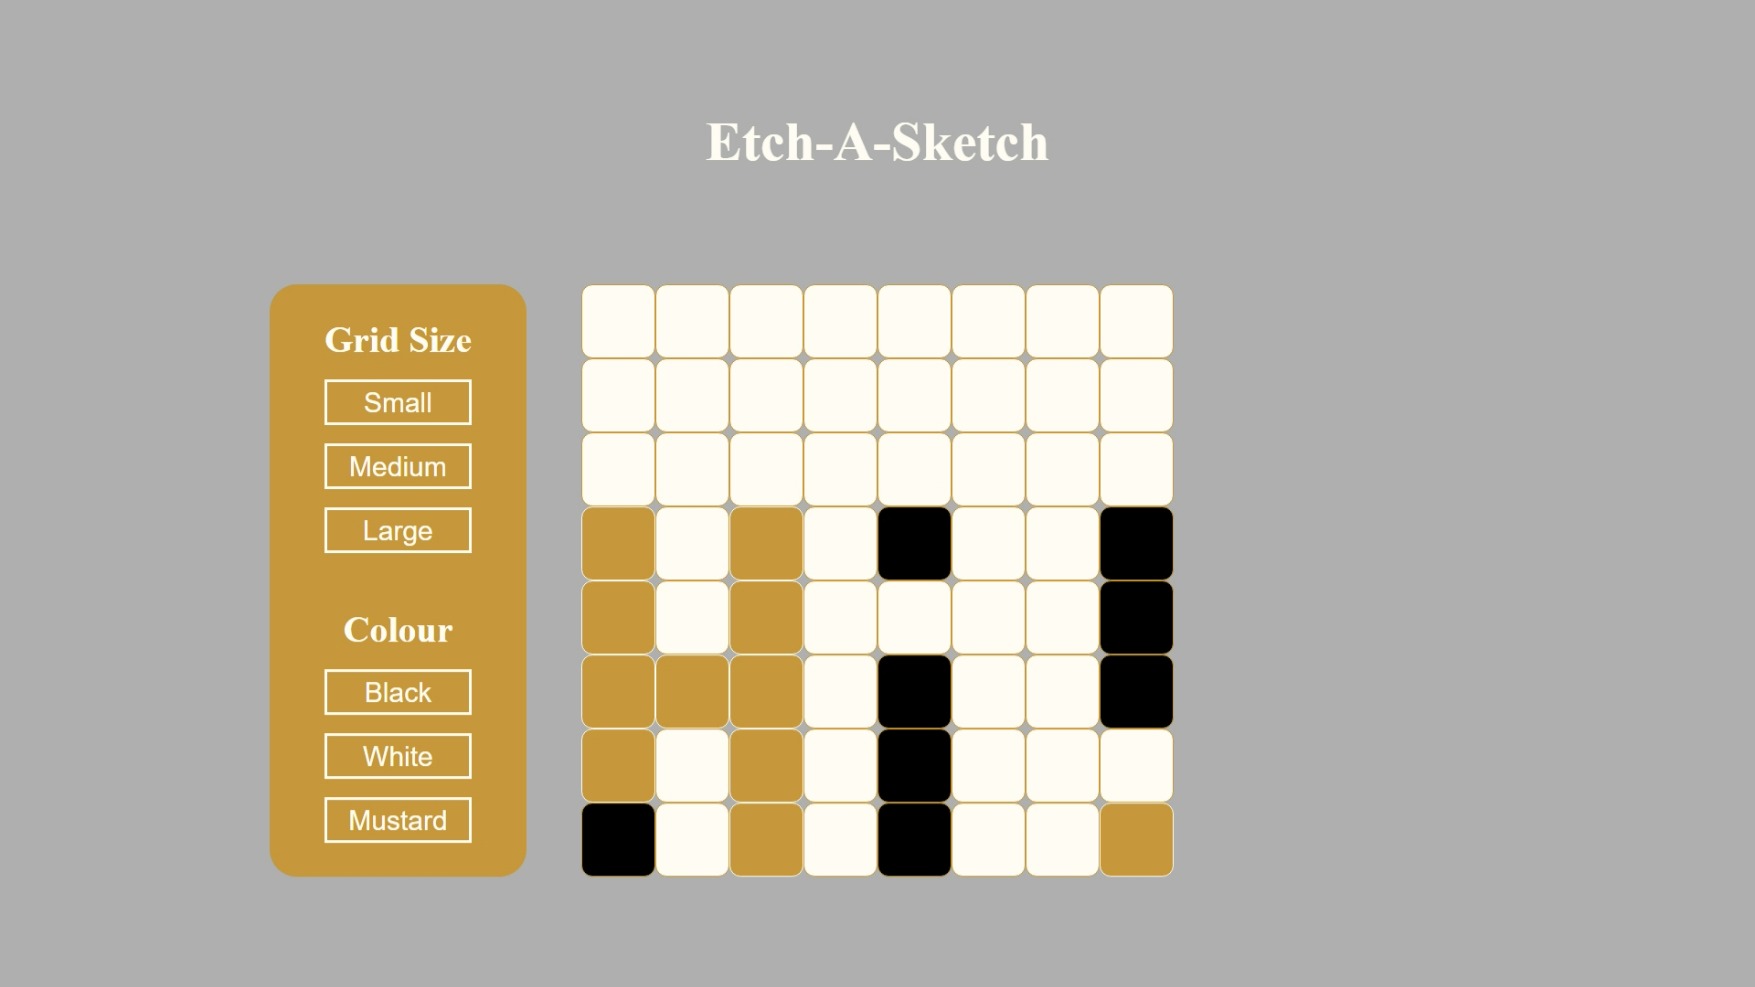 Etch-A-Sketch
Grid Size
Small
Medium
Large
Colour
Black
White
Mustard